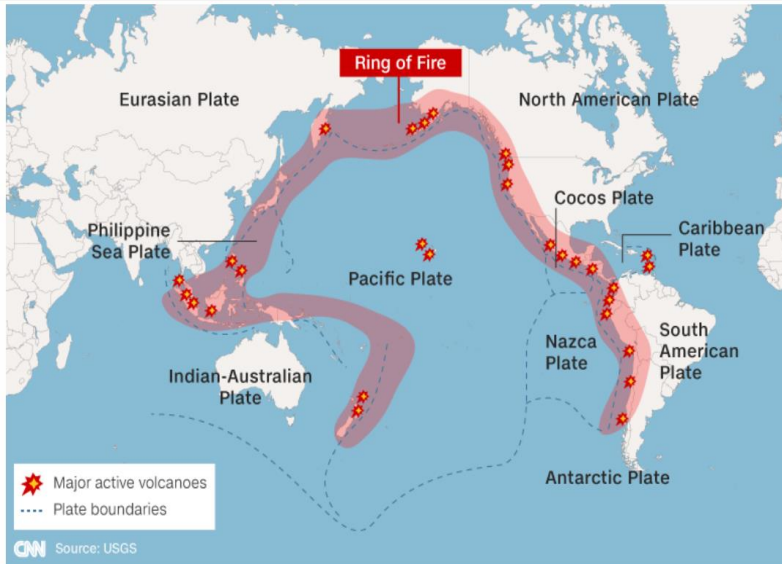 Ring of Fire
Eurasian Plate
North American Plate
Cocos Plate
Philippine
Sea Plate
Caribbean
Plate
Pacific Plate
Nazca
Plate
South
American
Plate
Indian-Australian
Plate
Antarctic Plate
Major active volcanoes
Plate boundaries
CNN Source: USGS